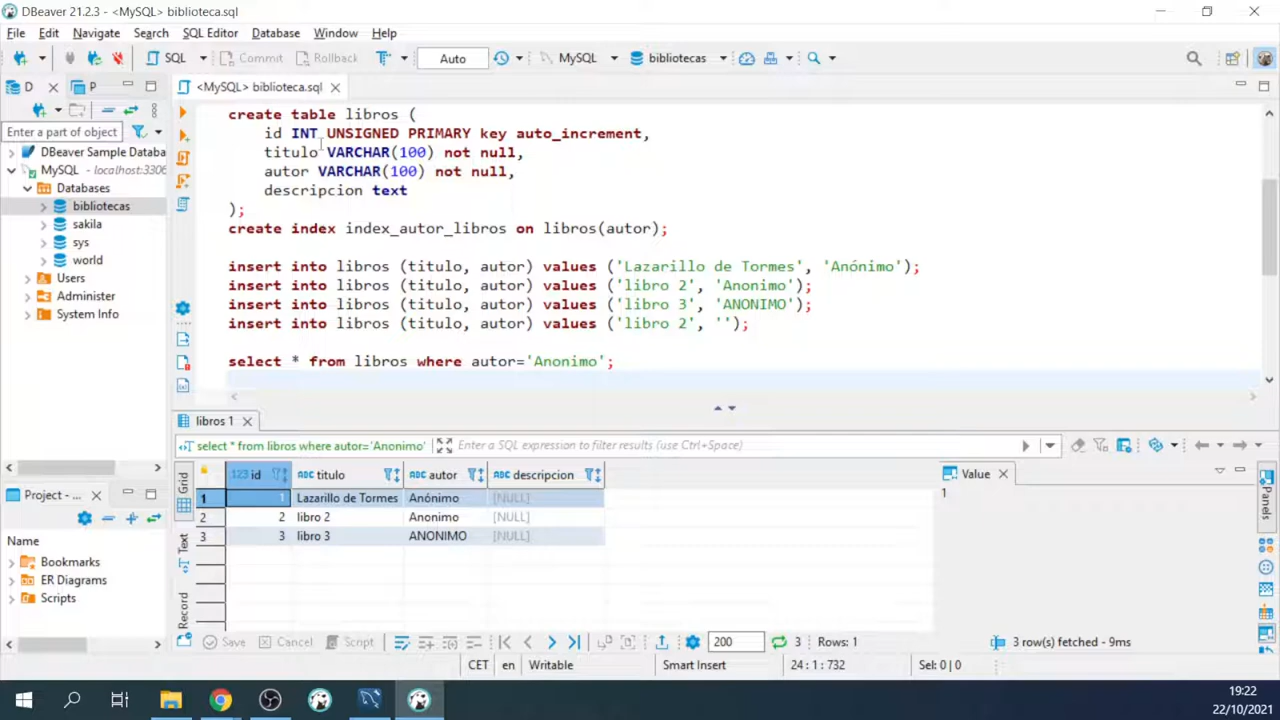 DBeaver 21.2.3 - <MySQL> biblioteca.sql
File Edit Navigate Search SQL Editor Database Window Help
SQL Commit Rollback Auto MySQL bibliotecas
D P <MySQL> biblioteca.sql
Enter a part of object
DBeaver Sample Databa
MySQL - localhost:3306
Databases
bibliotecas
sakila
sys
world
Users
Administer
System Info
create table libros (
id INT UNSIGNED PRIMARY key auto_increment,
titulo VARCHAR(100) not null,
autor VARCHAR(100) not null,
descripcion text
);
create index index_autor_libros on libros(autor);
insert into libros (titulo, autor) values ('Lazarillo de Tormes', 'Anónimo');
insert into libros (titulo, autor) values ('libro 2', 'Anonimo');
insert into libros (titulo, autor) values ('libro 3', 'ANONIMO');
insert into libros (titulo, autor) values ('libro 2', '');
select * from libros where autor='Anonimo';
libros 1
select * from libros where autor='Anonimo' Enter a SQL expression to filter results (use Ctrl+Space)
Grid
Text
Record
123 id ABC titulo ABC autor ABC descripcion
1 1 Lazarillo de Tormes Anónimo [NULL]
2 2 libro 2 Anonimo [NULL]
3 3 libro 3 ANONIMO [NULL]
Value
1
Panels
Project - ...
Name
Bookmarks
ER Diagrams
Scripts
Save Cancel Script 200 3 Rows: 1 3 row(s) fetched - 9ms
CET en Writable Smart Insert 24 : 1 : 732 Sel: 0 | 0
19:22
22/10/2021